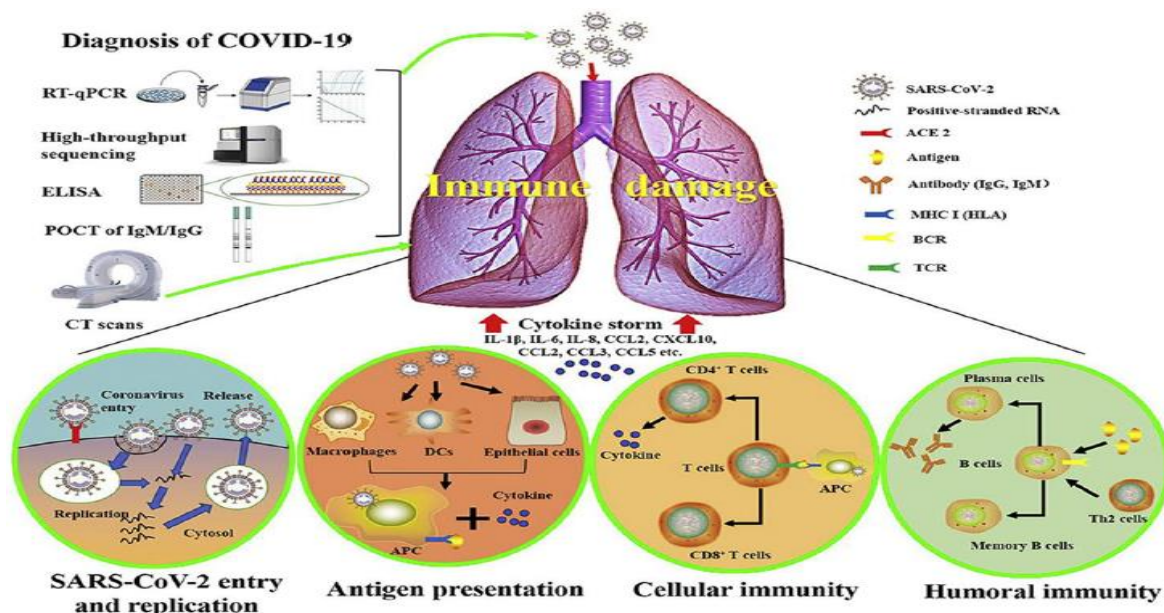 Diagnosis of COVID-19
RT-qPCR
High-throughput
sequencing
ELISA
POCT of IgM/IgG
CT scans
Immune damage
SARS-CoV-2
Positive-stranded RNA
ACE 2
Antigen
Antibody (IgG, IgM)
MHC I (HLA)
BCR
TCR
Cytokine storm
IL-1β, IL-6, IL-8, CCL2, CXCL10,
CCL2, CCL3, CCL5 etc.
Coronavirus
entry
Release
Replication
Cytosol
SARS-CoV-2 entry
and replication
Macrophages
DCs
Epithelial cells
Cytokine
APC
Antigen presentation
CD4⁺ T cells
Cytokine
T cells
APC
CD8⁺ T cells
Cellular immunity
Plasma cells
B cells
Th2 cells
Memory B cells
Humoral immunity